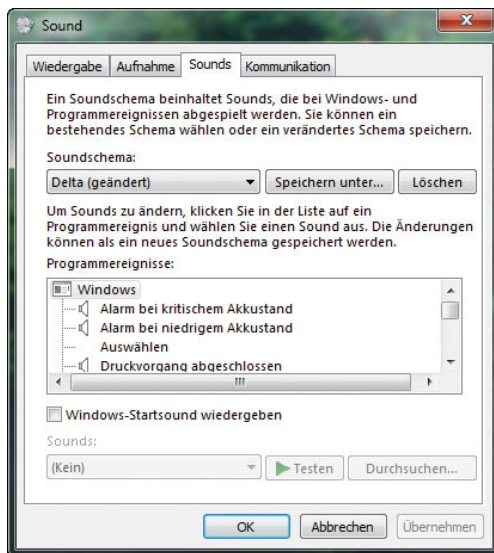 Sound
Wiedergabe Aufnahme Sounds Kommunikation
Ein Soundschema beinhaltet Sounds, die bei Windows- und
Programmereignissen abgespielt werden. Sie können ein
bestehendes Schema wählen oder ein verändertes Schema speichern.
Soundschema:
Delta (geändert) Speichern unter... Löschen
Um Sounds zu ändern, klicken Sie in der Liste auf ein
Programmereignis und wählen Sie einen Sound aus. Die Änderungen
können als ein neues Soundschema gespeichert werden.
Programmereignisse:
Windows
Alarm bei kritischem Akkustand
Alarm bei niedrigem Akkustand
Auswählen
Druckvorgang abgeschlossen
Windows-Startsound wiedergeben
Sounds:
(Kein) Testen Durchsuchen...
OK Abbrechen Übernehmen